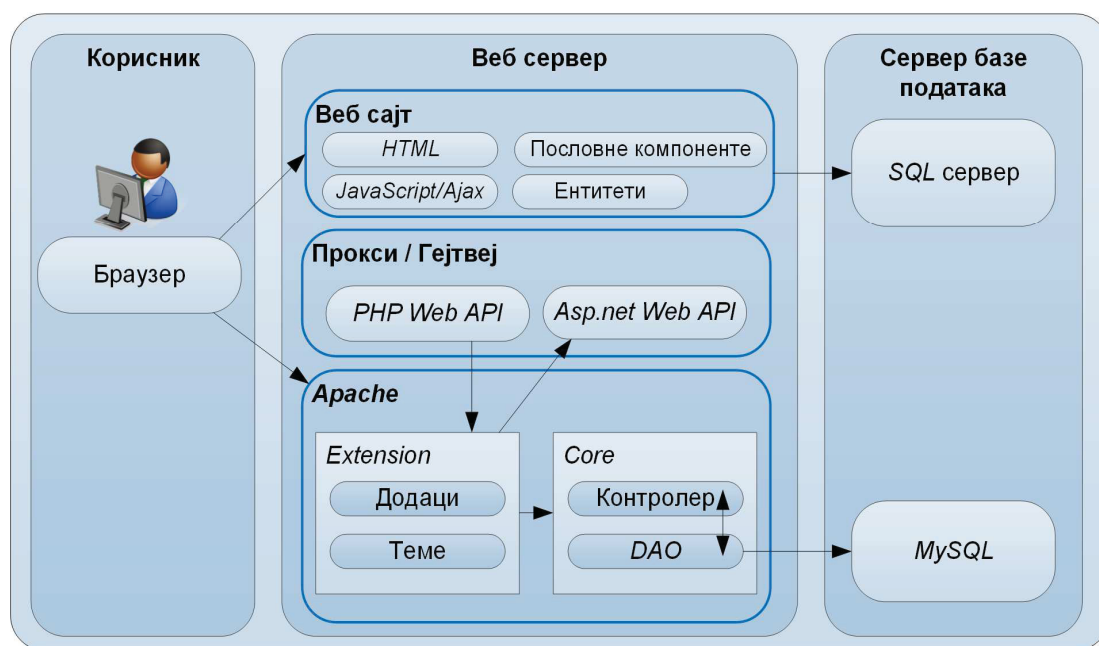 Корисник
Браузер
Веб сервер
Веб сајт
HTML
Пословне компоненте
JavaScript/Ajax
Ентитети
Прокси / Гејтвеј
PHP Web API
Asp.net Web API
Apache
Extension
Додаци
Теме
Core
Контролер
DAO
Сервер базе
података
SQL сервер
MySQL